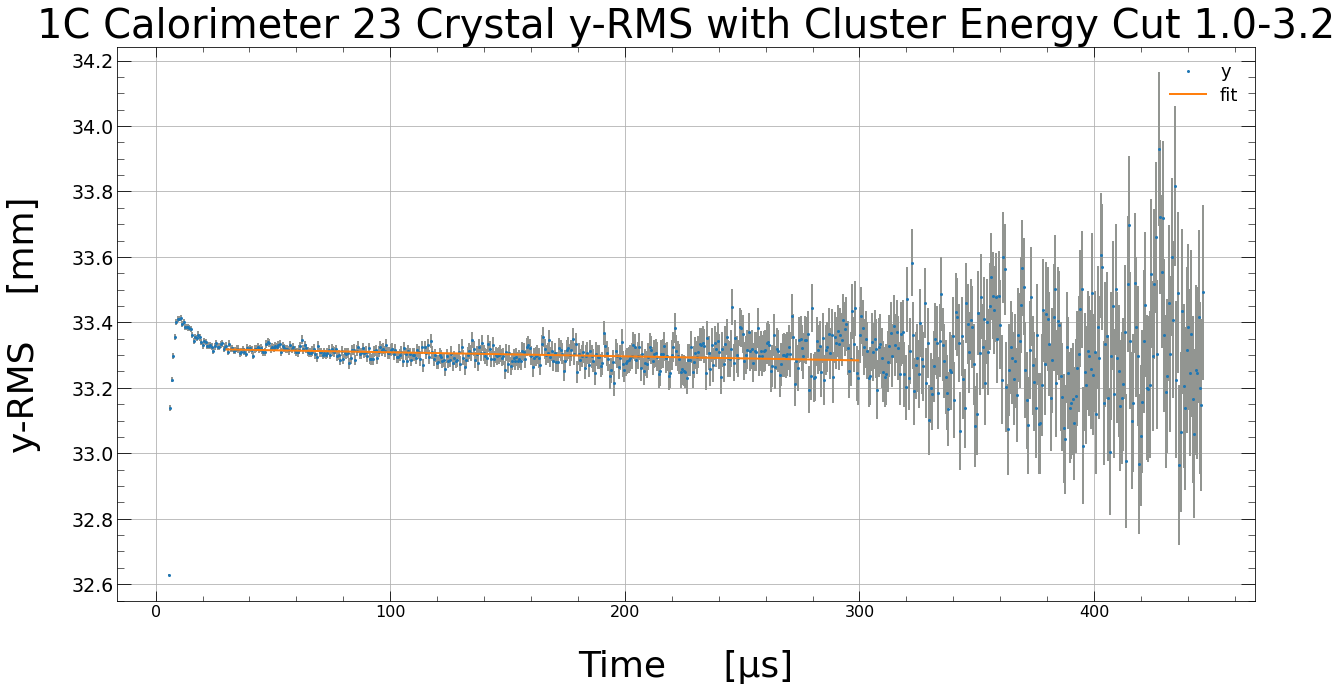 1C Calorimeter 23 Crystal y-RMS with Cluster Energy Cut 1.0-3.2
34.2
34.0
33.8
33.6
33.4
33.2
33.0
32.8
32.6
y-RMS [mm]
y
fit
0 100 200 300 400
Time [µs]